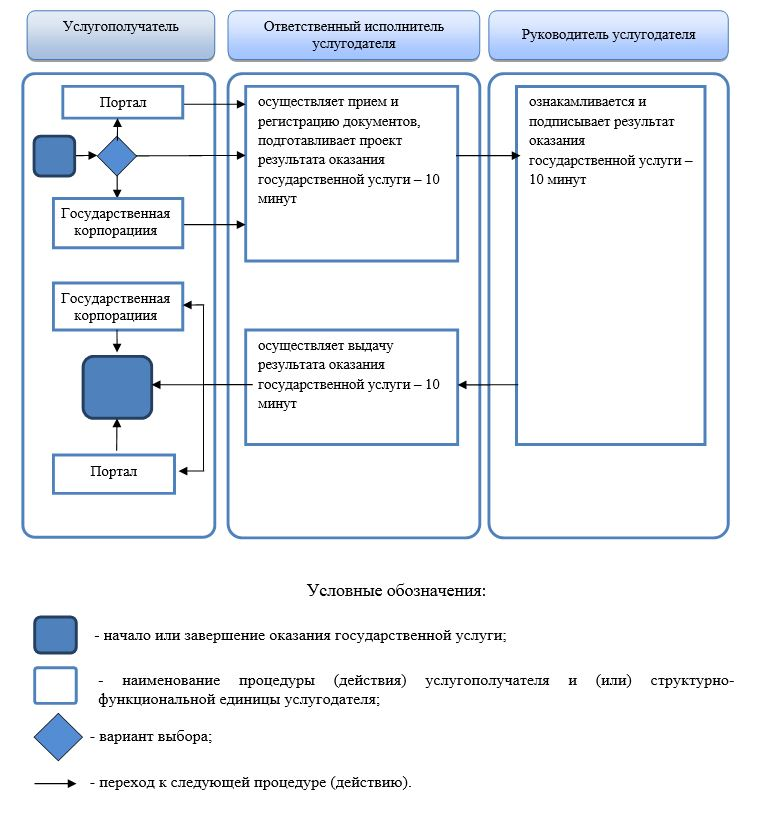 Услугополучатель
Ответственный исполнитель
услугодателя
Руководитель услугодателя
Портал
Государственная
корпорациия
Государственная
корпорациия
Портал
осуществляет прием и
регистрацию документов,
подготавливает проект
результата оказания
государственной услуги – 10
минут
осуществляет выдачу
результата оказания
государственной услуги – 10
минут
ознакамливается и
подписывает результат
оказания
государственной услуги –
10 минут
Условные обозначения:
- начало или завершение оказания государственной услуги;
- наименование процедуры (действия) услугополучателя и (или) структурно-
функциональной единицы услугодателя;
- вариант выбора;
- переход к следующей процедуре (действию).